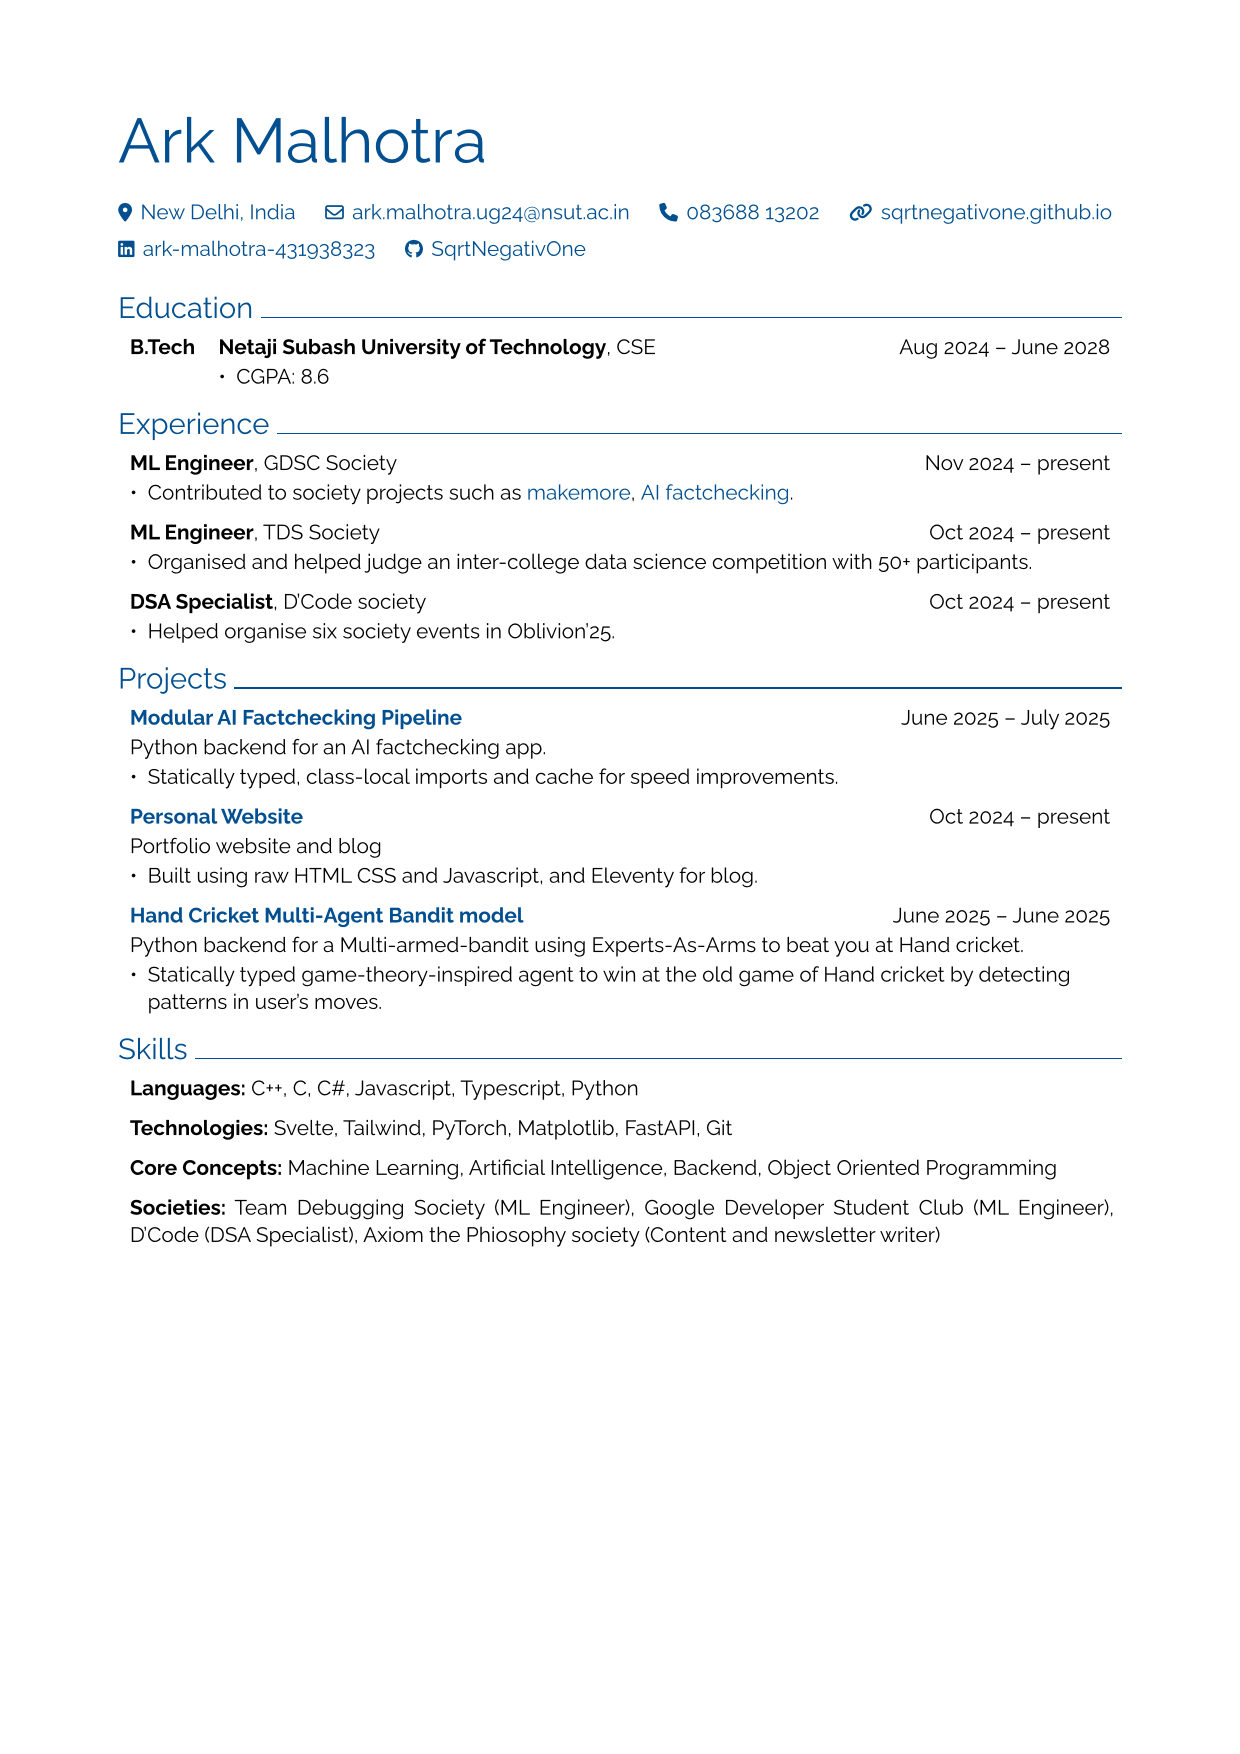 Ark Malhotra
New Delhi, India ark.malhotra.ug24@nsut.ac.in 083688 13202 sqrtnegativone.github.io
ark-malhotra-431938323 SqrtNegativOne
Education
B.Tech Netaji Subash University of Technology, CSE Aug 2024 – June 2028
• CGPA: 8.6
Experience
ML Engineer, GDSC Society Nov 2024 – present
• Contributed to society projects such as makemore, AI factchecking.
ML Engineer, TDS Society Oct 2024 – present
• Organised and helped judge an inter-college data science competition with 50+ participants.
DSA Specialist, D'Code society Oct 2024 – present
• Helped organise six society events in Oblivion'25.
Projects
Modular AI Factchecking Pipeline June 2025 – July 2025
Python backend for an AI factchecking app.
• Statically typed, class-local imports and cache for speed improvements.
Personal Website Oct 2024 – present
Portfolio website and blog
• Built using raw HTML CSS and Javascript, and Eleventy for blog.
Hand Cricket Multi-Agent Bandit model June 2025 – June 2025
Python backend for a Multi-armed-bandit using Experts-As-Arms to beat you at Hand cricket.
• Statically typed game-theory-inspired agent to win at the old game of Hand cricket by detecting
patterns in user's moves.
Skills
Languages: C++, C, C#, Javascript, Typescript, Python
Technologies: Svelte, Tailwind, PyTorch, Matplotlib, FastAPI, Git
Core Concepts: Machine Learning, Artificial Intelligence, Backend, Object Oriented Programming
Societies: Team Debugging Society (ML Engineer), Google Developer Student Club (ML Engineer),
D'Code (DSA Specialist), Axiom the Phiosophy society (Content and newsletter writer)